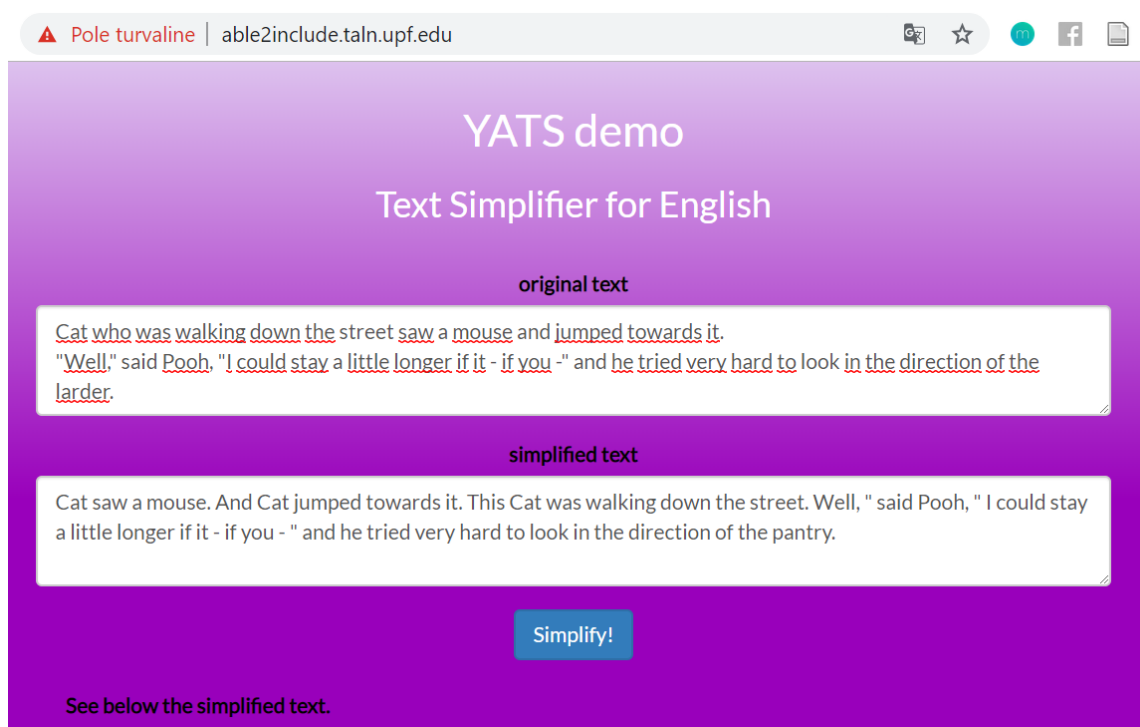 Pole turvaline | able2include.taln.upf.edu
YATS demo
Text Simplifier for English
original text
Cat who was walking down the street saw a mouse and jumped towards it.
"Well," said Pooh, "I could stay a little longer if it - if you -" and he tried very hard to look in the direction of the
larder.
simplified text
Cat saw a mouse. And Cat jumped towards it. This Cat was walking down the street. Well, " said Pooh, " I could stay
a little longer if it - if you - " and he tried very hard to look in the direction of the pantry.
Simplify!
See below the simplified text.